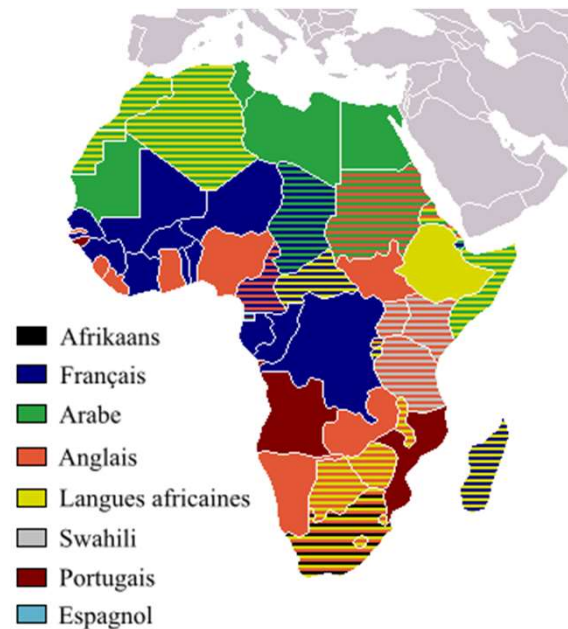 Afrikaans
Français
Arabe
Anglais
Langues africaines
Swahili
Portugais
Espagnol